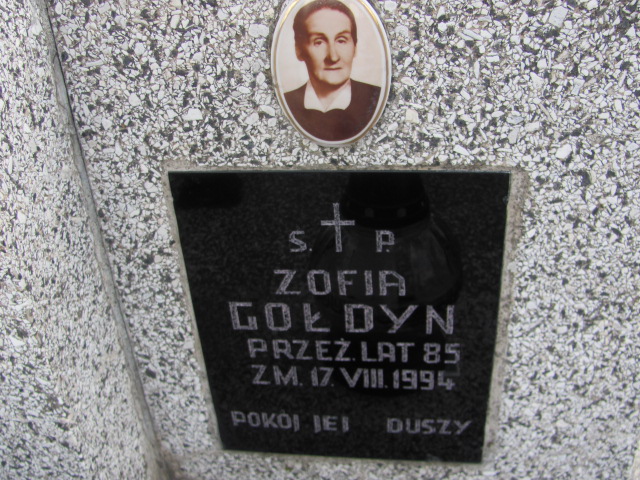 S. P.
ZOFIA
GOŁDYN
PRZEŻ. LAT 85
ZM. 17. VIII. 1994
POKÓJ JEJ DUSZY